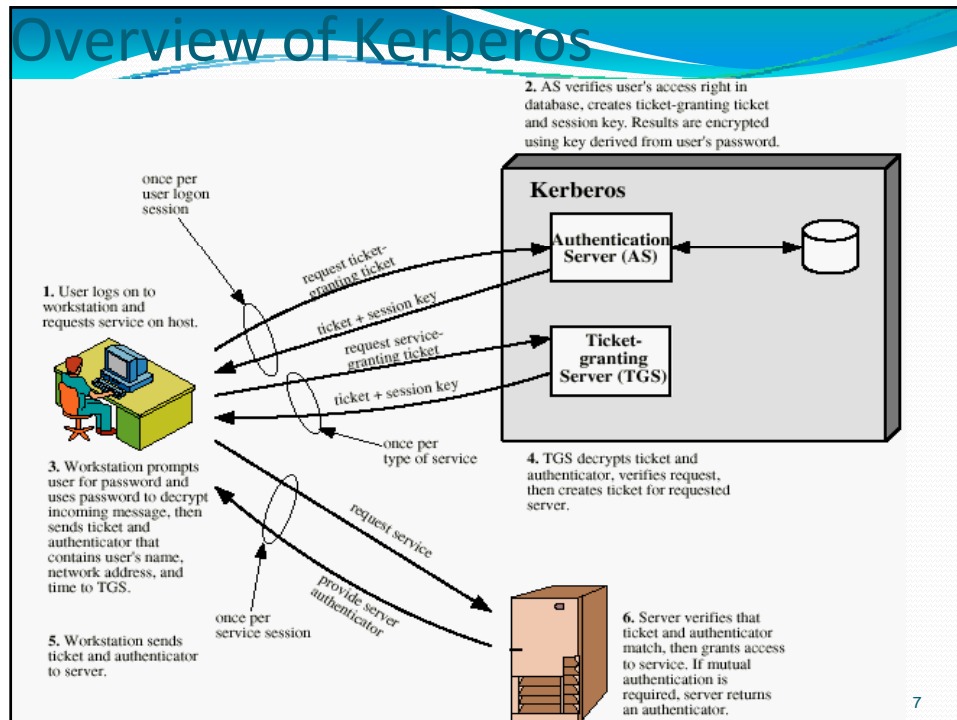 Overview of Kerberos
2. AS verifies user's access right in
database, creates ticket-granting ticket
and session key. Results are encrypted
using key derived from user's password.
once per
user logon
session
Kerberos
Authentication
Server (AS)
request ticket-
granting ticket
1. User logs on to
workstation and
requests service on host.
ticket + session key
request service-
granting ticket
Ticket-
granting
Server (TGS)
ticket + session key
once per
type of service
3. Workstation prompts
user for password and
uses password to decrypt
incoming message, then
sends ticket and
authenticator that
contains user's name,
network address, and
time to TGS.
4. TGS decrypts ticket and
authenticator, verifies request,
then creates ticket for requested
server.
request service
provide server
authenticator
once per
service session
5. Workstation sends
ticket and authenticator
to server.
6. Server verifies that
ticket and authenticator
match, then grants access
to service. If mutual
authentication is
required, server returns
an authenticator.
7